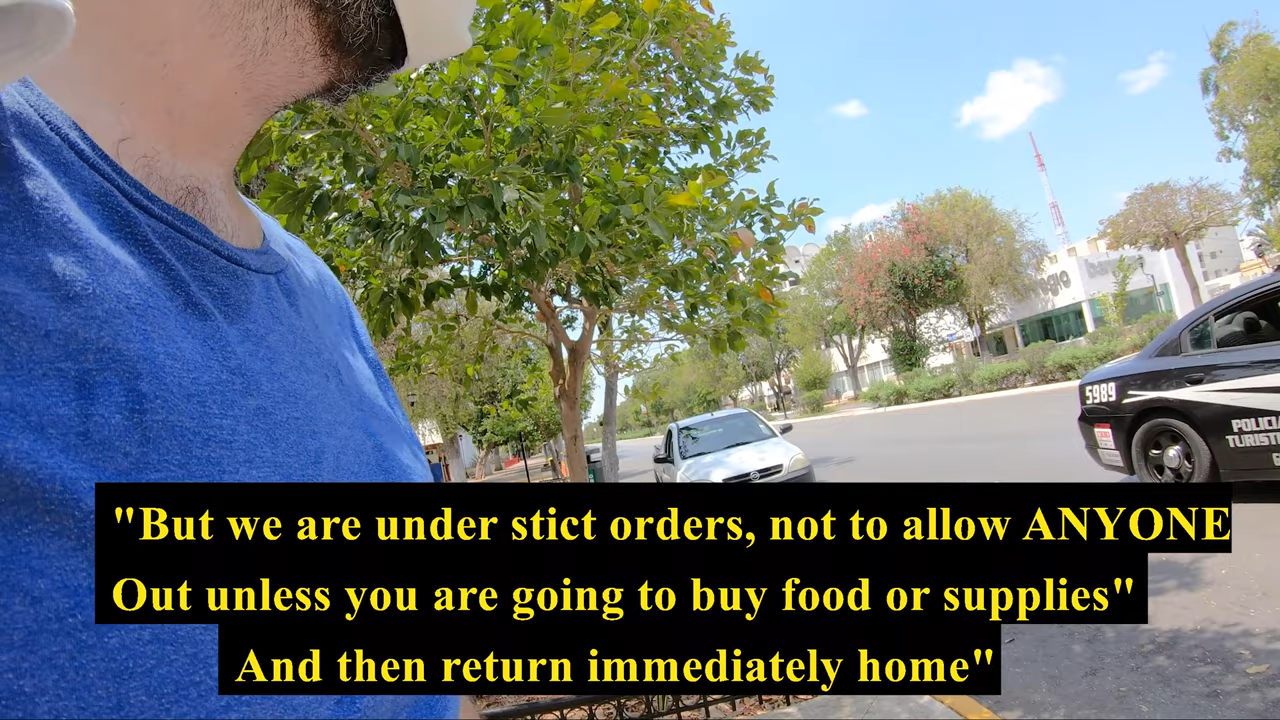 5989
POLICIA
TURIST
"But we are under stict orders, not to allow ANYONE
Out unless you are going to buy food or supplies"
And then return immediately home"